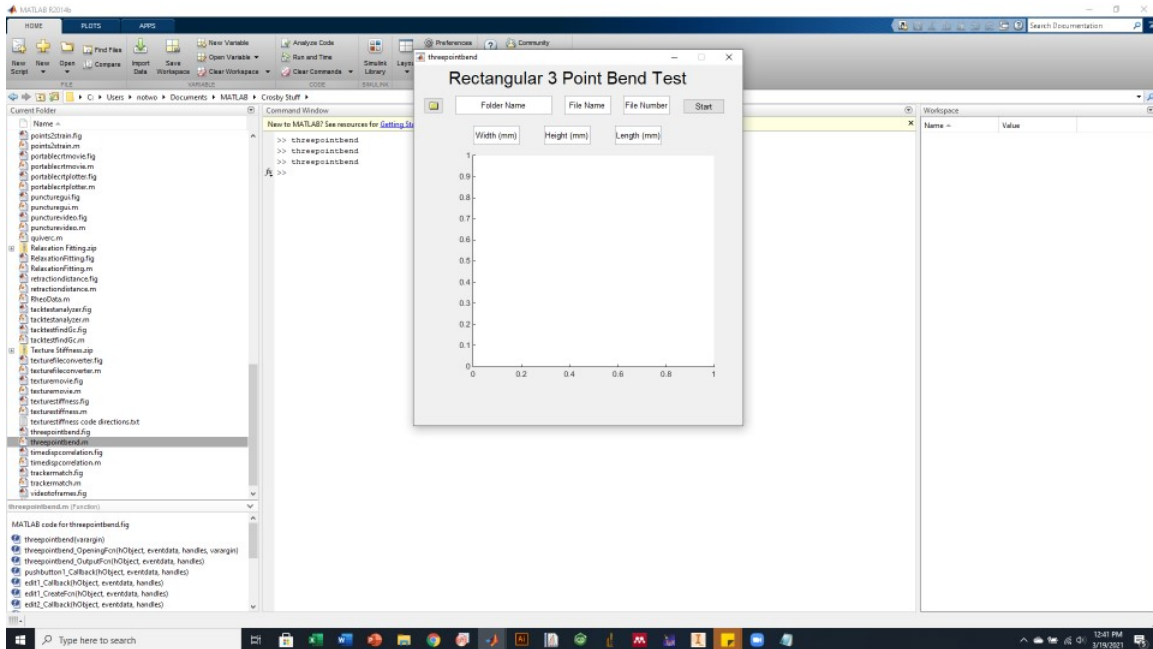 MATLAB R2014b
HOME PLOTS APPS
Search Documentation
New Script
New
Open
Find Files
Compare
Import Data
Save Workspace
New Variable
Open Variable
Clear Workspace
Analyze Code
Run and Time
Clear Commands
Simulink Library
Layou
Preferences
Community
FILE VARIABLE CODE SIMULINK
C: Users notwo Documents MATLAB Crosby Stuff
Current Folder
Name
points2strain.fig
points2strain.m
portablecrtmovie.fig
portablecrtmovie.m
portablecrtplotter.fig
portablecrtplotter.m
puncturegui.fig
puncturegui.m
puncturevideo.fig
puncturevideo.m
quiverc.m
Relaxation Fitting.zip
RelaxationFitting.fig
RelaxationFitting.m
retractiondistance.fig
retractiondistance.m
RheoData.m
tacktestanalyzer.fig
tacktestanalyzer.m
tacktestfindGc.fig
tacktestfindGc.m
Texture Stiffness.zip
texturefileconverter.fig
texturefileconverter.m
texturemovie.fig
texturemovie.m
texturestiffness.fig
texturestiffness.m
texturestiffness code directions.txt
threepointbend.fig
threepointbend.m
timedispcorrelation.fig
timedispcorrelation.m
trackermatch.fig
trackermatch.m
videotoframes.fig
threepointbend.m (Function)
MATLAB code for threepointbend.fig
threepointbend(varargin)
threepointbend_OpeningFcn(hObject, eventdata, handles, varargin)
threepointbend_OutputFcn(hObject, eventdata, handles)
pushbutton1_Callback(hObject, eventdata, handles)
edit1_Callback(hObject, eventdata, handles)
edit1_CreateFcn(hObject, eventdata, handles)
edit2_Callback(hObject, eventdata, handles)
Command Window
New to MATLAB? See resources for Getting Sta
>> threepointbend
>> threepointbend
>> threepointbend
fx >>
threepointbend
Rectangular 3 Point Bend Test
Folder Name File Name File Number Start
Width (mm) Height (mm) Length (mm)
1
0.9
0.8
0.7
0.6
0.5
0.4
0.3
0.2
0.1
0
0 0.2 0.4 0.6 0.8 1
Workspace
Name Value
Type here to search
12:41 PM
3/19/2021